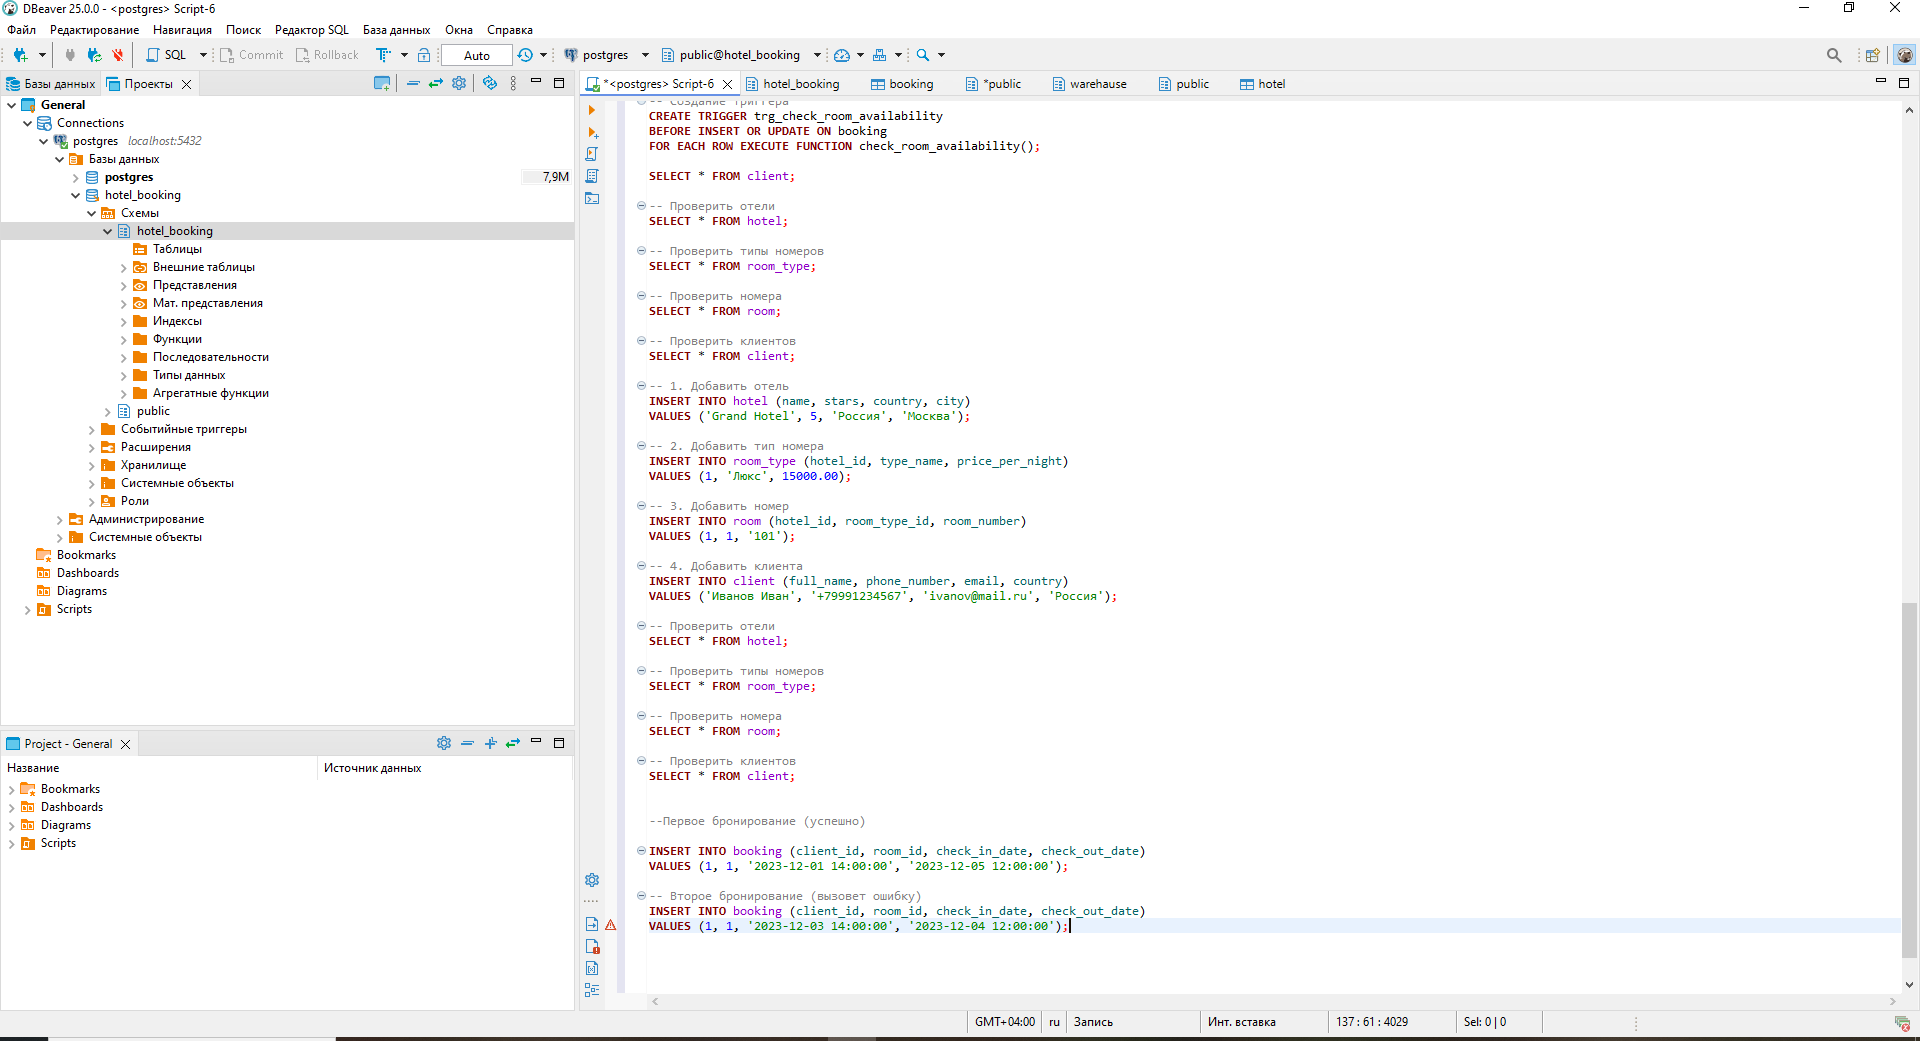 DBeaver 25.0.0 - <postgres> Script-6
Файл Редактирование Навигация Поиск Редактор SQL База данных Окна Справка
SQL Commit Rollback Auto postgres public@hotel_booking
Базы данных Проекты
General
Connections
postgres localhost:5432
Базы данных
postgres 7,9M
hotel_booking
Схемы
hotel_booking
Таблицы
Внешние таблицы
Представления
Мат. представления
Индексы
Функции
Последовательности
Типы данных
Агрегатные функции
public
Событийные триггеры
Расширения
Хранилище
Системные объекты
Роли
Администрирование
Системные объекты
Bookmarks
Dashboards
Diagrams
Scripts
Project - General
Название Источник данных
Bookmarks
Dashboards
Diagrams
Scripts
*<postgres> Script-6 hotel_booking booking *public warehause public hotel
-- Создание триггера
CREATE TRIGGER trg_check_room_availability
BEFORE INSERT OR UPDATE ON booking
FOR EACH ROW EXECUTE FUNCTION check_room_availability();
SELECT * FROM client;
-- Проверить отели
SELECT * FROM hotel;
-- Проверить типы номеров
SELECT * FROM room_type;
-- Проверить номера
SELECT * FROM room;
-- Проверить клиентов
SELECT * FROM client;
-- 1. Добавить отель
INSERT INTO hotel (name, stars, country, city)
VALUES ('Grand Hotel', 5, 'Россия', 'Москва');
-- 2. Добавить тип номера
INSERT INTO room_type (hotel_id, type_name, price_per_night)
VALUES (1, 'Люкс', 15000.00);
-- 3. Добавить номер
INSERT INTO room (hotel_id, room_type_id, room_number)
VALUES (1, 1, '101');
-- 4. Добавить клиента
INSERT INTO client (full_name, phone_number, email, country)
VALUES ('Иванов Иван', '+79991234567', 'ivanov@mail.ru', 'Россия');
-- Проверить отели
SELECT * FROM hotel;
-- Проверить типы номеров
SELECT * FROM room_type;
-- Проверить номера
SELECT * FROM room;
-- Проверить клиентов
SELECT * FROM client;
--Первое бронирование (успешно)
INSERT INTO booking (client_id, room_id, check_in_date, check_out_date)
VALUES (1, 1, '2023-12-01 14:00:00', '2023-12-05 12:00:00');
-- Второе бронирование (вызовет ошибку)
INSERT INTO booking (client_id, room_id, check_in_date, check_out_date)
VALUES (1, 1, '2023-12-03 14:00:00', '2023-12-04 12:00:00');
GMT+04:00 ru Запись Инт. вставка 137 : 61 : 4029 Sel: 0 | 0